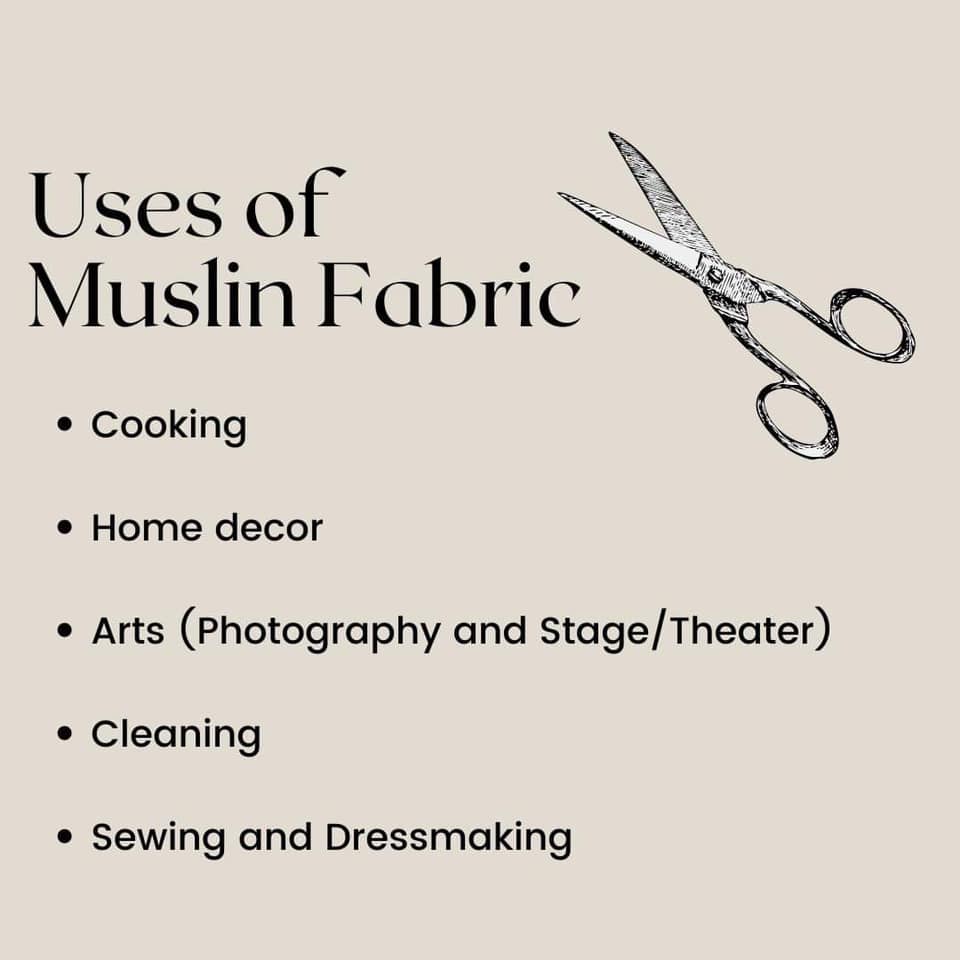 Uses of
Muslin Fabric
• Cooking
• Home decor
• Arts (Photography and Stage/Theater)
• Cleaning
• Sewing and Dressmaking